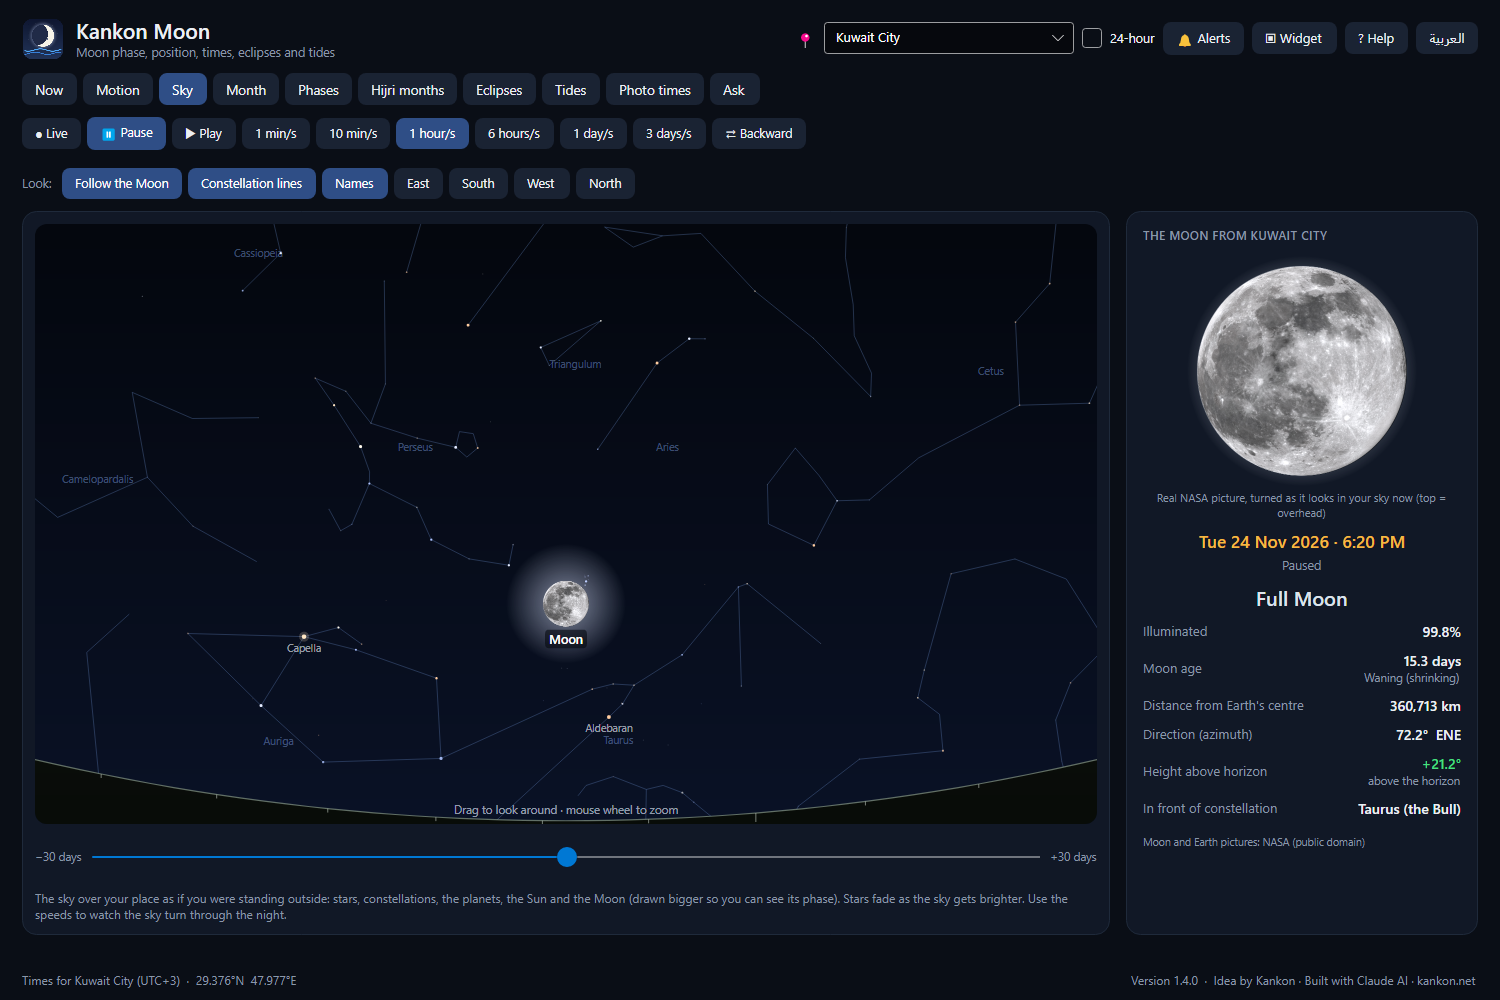 Kankon Moon
Moon phase, position, times, eclipses and tides
Kuwait City
24-hour
Alerts
Widget
? Help
العربية
Now
Motion
Sky
Month
Phases
Hijri months
Eclipses
Tides
Photo times
Ask
● Live
Pause
▶ Play
1 min/s
10 min/s
1 hour/s
6 hours/s
1 day/s
3 days/s
⇄ Backward
Look:
Follow the Moon
Constellation lines
Names
East
South
West
North
Cassiopeia
Triangulum
Cetus
Perseus
Aries
Camelopardalis
Moon
Capella
Aldebaran
Auriga
Taurus
Drag to look around · mouse wheel to zoom
−30 days
+30 days
The sky over your place as if you were standing outside: stars, constellations, the planets, the Sun and the Moon (drawn bigger so you can see its phase). Stars fade as the sky gets brighter. Use the
speeds to watch the sky turn through the night.
THE MOON FROM KUWAIT CITY
Real NASA picture, turned as it looks in your sky now (top =
overhead)
Tue 24 Nov 2026 · 6:20 PM
Paused
Full Moon
Illuminated 99.8%
Moon age 15.3 days
Waning (shrinking)
Distance from Earth's centre 360,713 km
Direction (azimuth) 72.2° ENE
Height above horizon +21.2°
above the horizon
In front of constellation Taurus (the Bull)
Moon and Earth pictures: NASA (public domain)
Times for Kuwait City (UTC+3) · 29.376°N 47.977°E
Version 1.4.0 · Idea by Kankon · Built with Claude AI · kankon.net